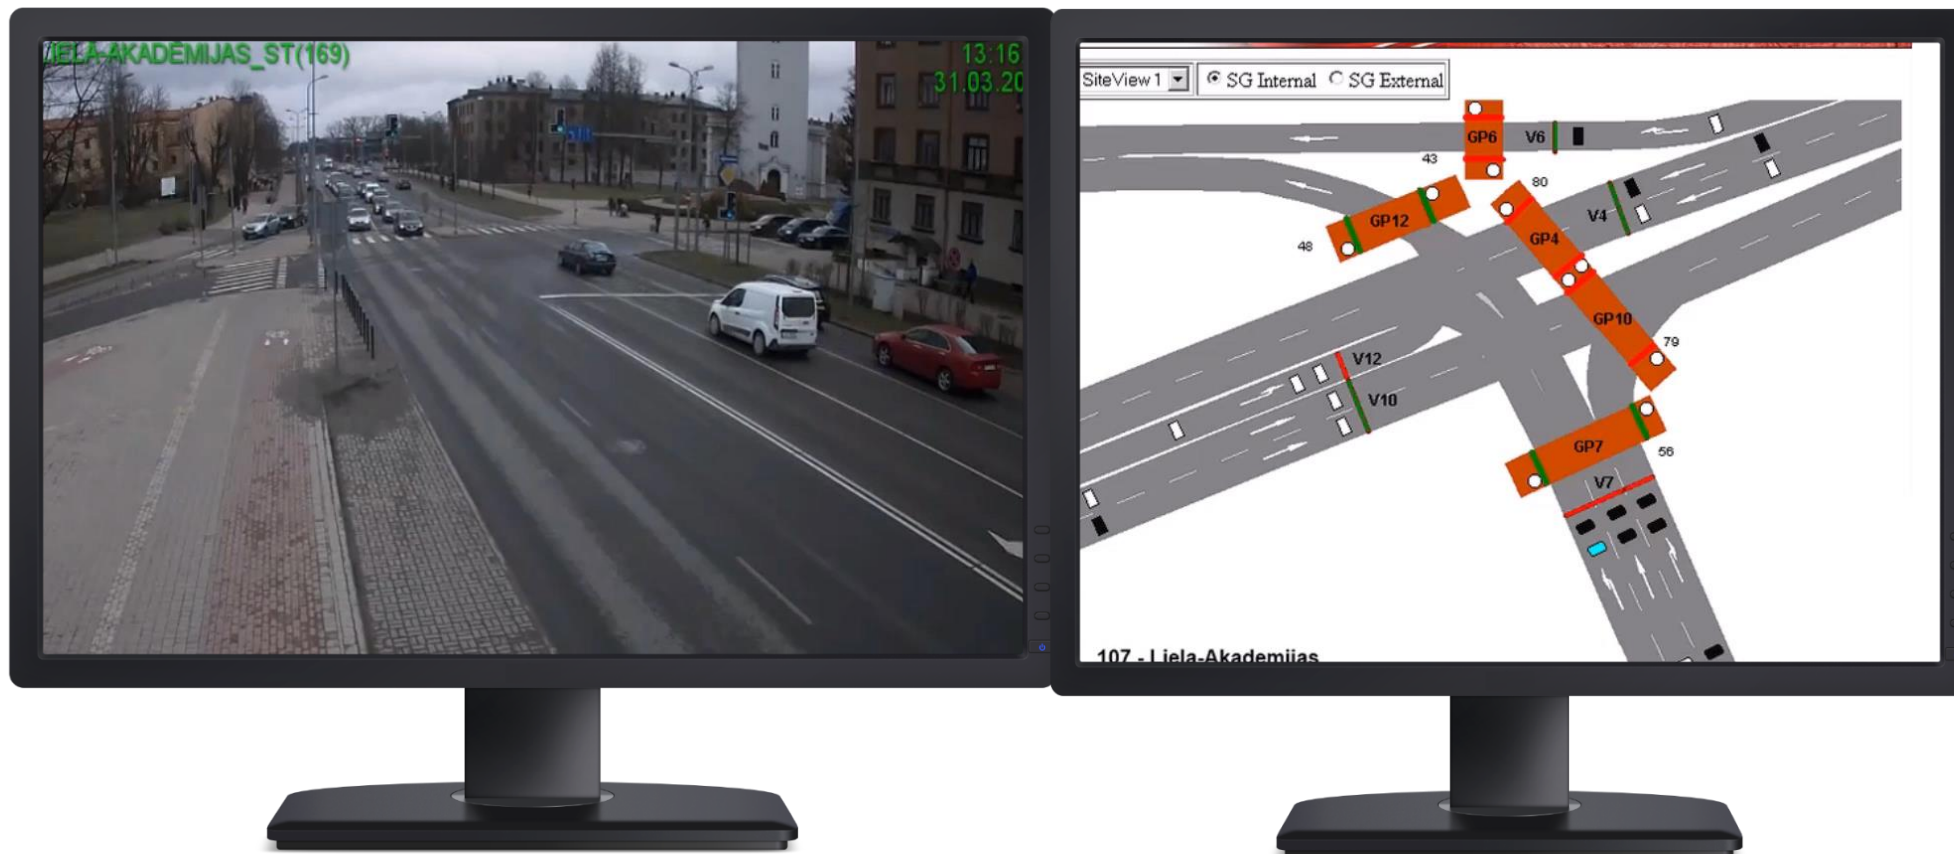 LIELA-AKADĒMIJAS_ST(169)
13:16
31.03.20
SiteView 1
SG Internal
SG External
GP6
V6
43
80
GP12
V4
48
GP4
GP10
79
V12
V10
GP7
56
V7
107 - Liela-Akademijas